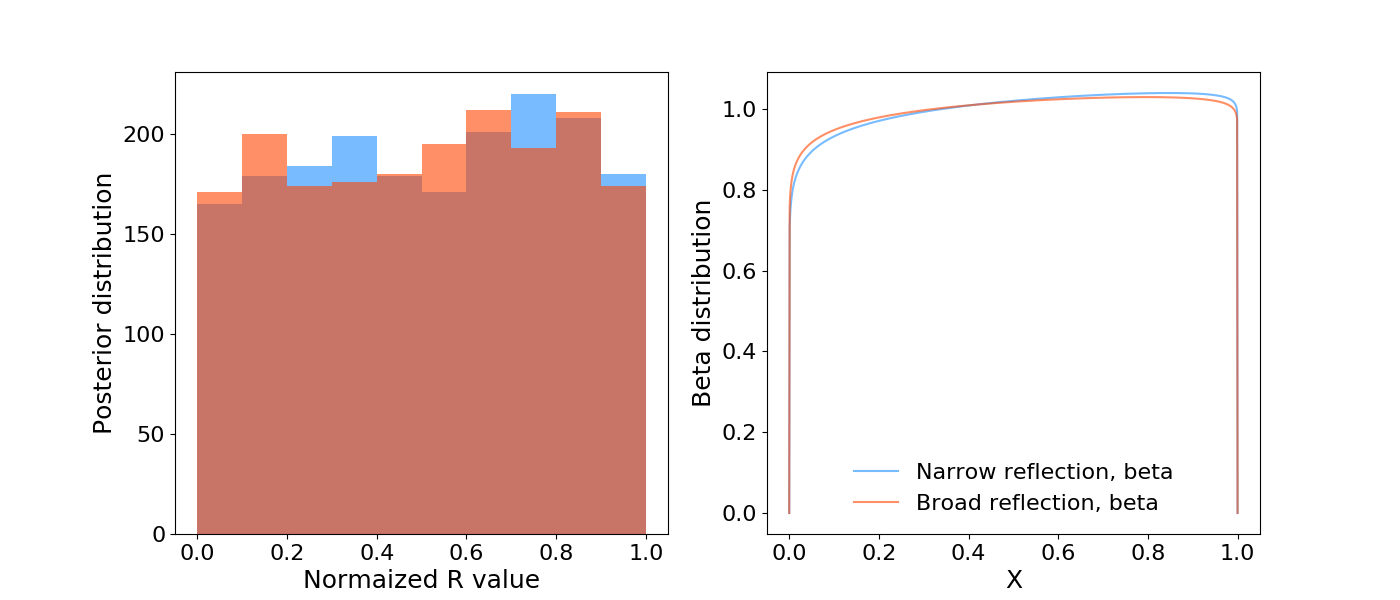 Posterior distribution
200
150
100
50
0
0.0 0.2 0.4 0.6 0.8 1.0
Normaized R value
Beta distribution
1.0
0.8
0.6
0.4
0.2
0.0
Narrow reflection, beta
Broad reflection, beta
0.0 0.2 0.4 0.6 0.8 1.0
X